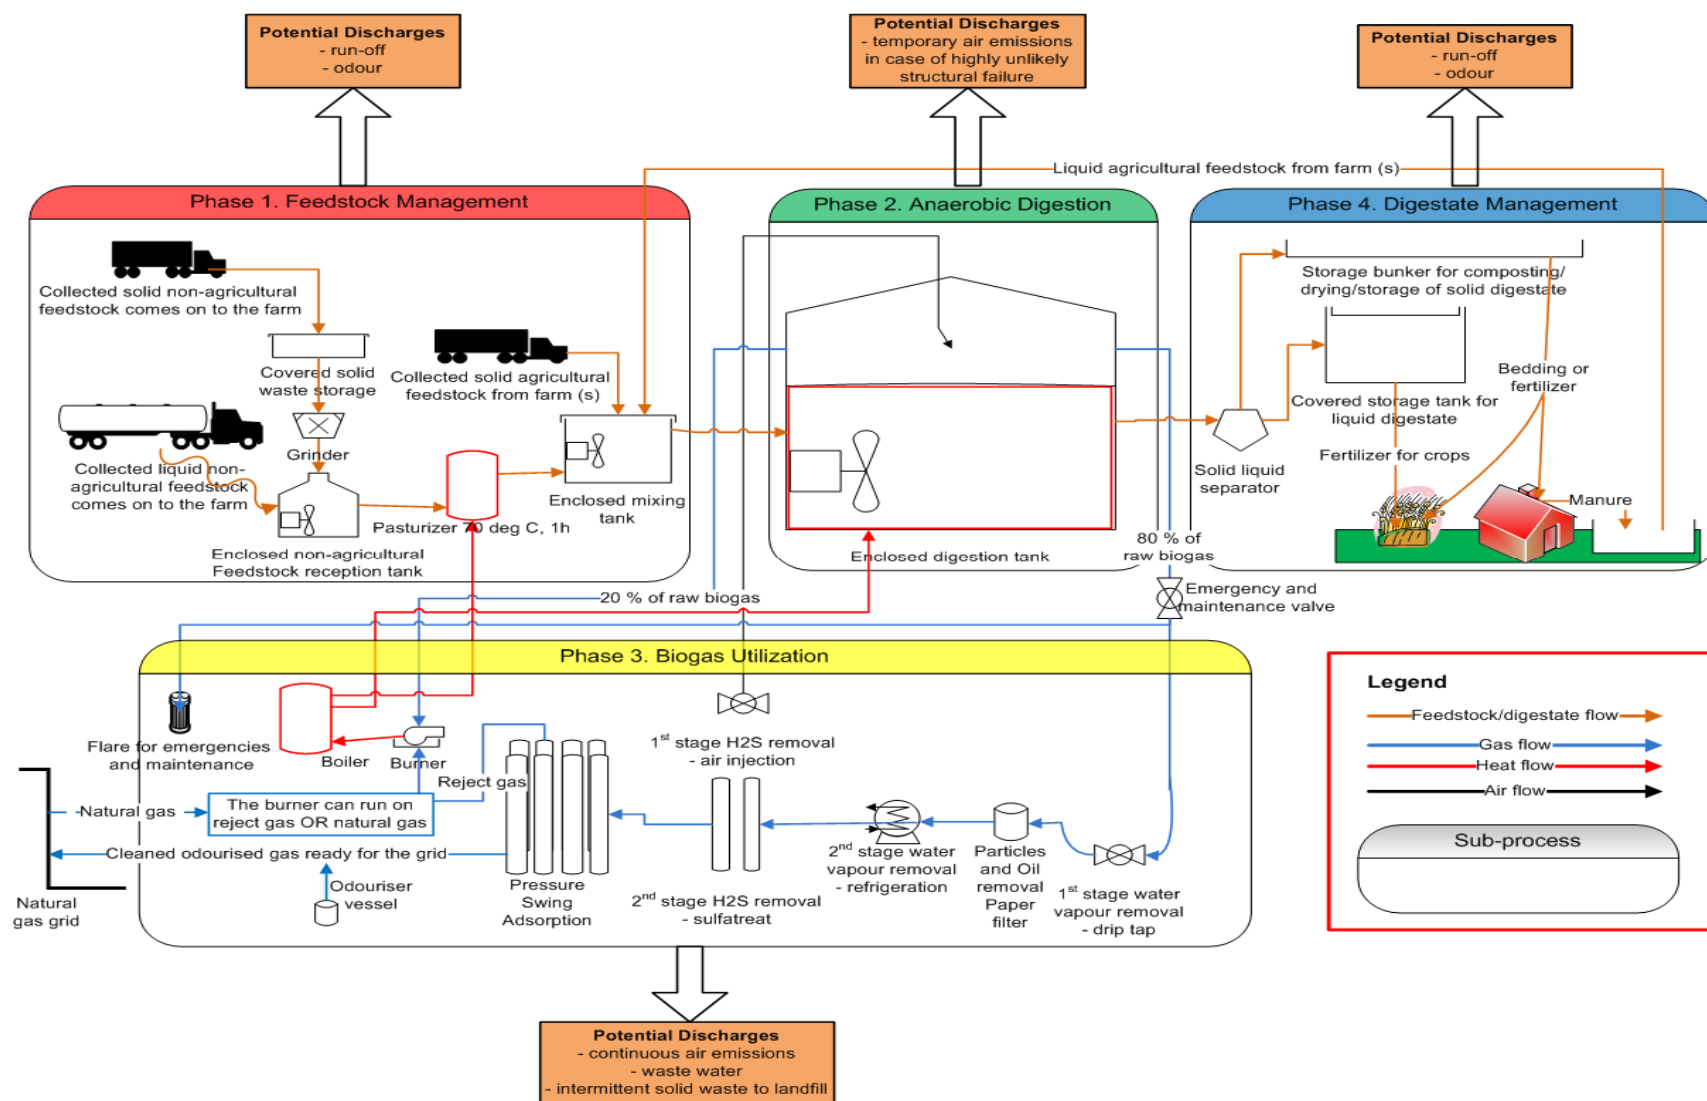 Potential Discharges
- run-off
- odour
Potential Discharges
- temporary air emissions
in case of highly unlikely
structural failure
Potential Discharges
- run-off
- odour
Liquid agricultural feedstock from farm (s)
Phase 1. Feedstock Management
Collected solid non-agricultural
feedstock comes on to the farm
Covered solid
waste storage
Collected solid agricultural
feedstock from farm (s)
Grinder
Collected liquid non-
agricultural feedstock
comes on to the farm
Pasturizer 70 deg C, 1h
Enclosed mixing
tank
Enclosed non-agricultural
Feedstock reception tank
Phase 2. Anaerobic Digestion
Enclosed digestion tank
80 % of
raw biogas
Phase 4. Digestate Management
Storage bunker for composting/
drying/storage of solid digestate
Bedding or
fertilizer
Covered storage tank for
liquid digestate
Solid liquid
separator
Fertilizer for crops
Manure
20 % of raw biogas
Emergency and
maintenance valve
Phase 3. Biogas Utilization
Flare for emergencies
and maintenance
Boiler
Burner
Reject gas
1st stage H2S removal
- air injection
Natural gas
The burner can run on
reject gas OR natural gas
Cleaned odourised gas ready for the grid
Odouriser
vessel
Natural
gas grid
Pressure
Swing
Adsorption
2nd stage H2S removal
- sulfatreat
2nd stage water
vapour removal
- refrigeration
Particles
and Oil
removal
Paper
filter
1st stage water
vapour removal
- drip tap
Legend
Feedstock/digestate flow
Gas flow
Heat flow
Air flow
Sub-process
Potential Discharges
- continuous air emissions
- waste water
- intermittent solid waste to landfill